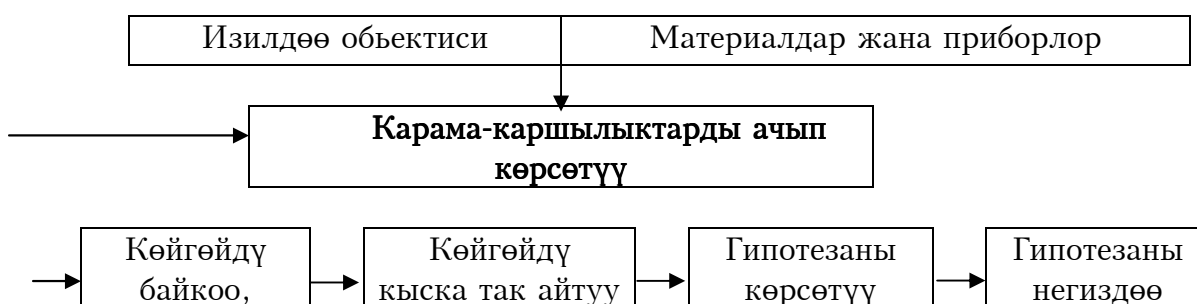 Изилдөө обьектиси
Материалдар жана приборлор
Карама-каршылыктарды ачып
көрсөтүү
Көйгөйдү
байкоо,
Көйгөйдү
кыска так айтуу
Гипотезаны
көрсөтүү
Гипотезаны
негиздөө